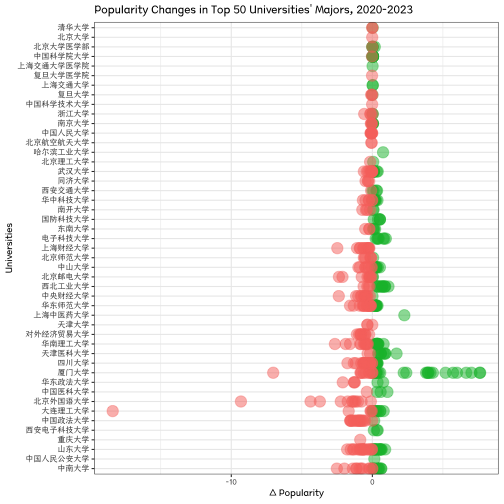 Popularity Changes in Top 50 Universities' Majors, 2020-2023
Universities
清华大学
北京大学
北京大学医学部
中国科学院大学
上海交通大学医学院
复旦大学医学院
上海交通大学
复旦大学
中国科学技术大学
浙江大学
南京大学
中国人民大学
北京航空航天大学
哈尔滨工业大学
北京理工大学
武汉大学
同济大学
西安交通大学
华中科技大学
南开大学
国防科技大学
东南大学
电子科技大学
上海财经大学
北京师范大学
中山大学
北京邮电大学
西北工业大学
中央财经大学
华东师范大学
上海中医药大学
天津大学
对外经济贸易大学
华南理工大学
天津医科大学
四川大学
厦门大学
华东政法大学
中国医科大学
北京外国语大学
大连理工大学
中国政法大学
西安电子科技大学
重庆大学
山东大学
中国人民公安大学
中南大学
-10
0
Δ Popularity